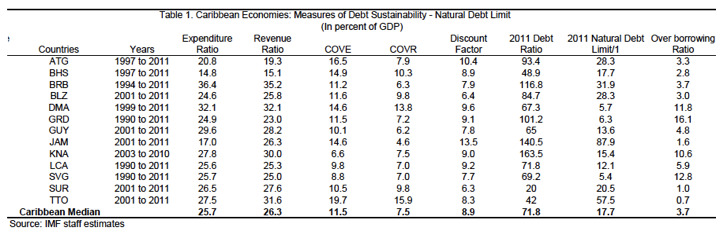 Table 1. Caribbean Economies: Measures of Debt Sustainability - Natural Debt Limit
(In percent of GDP)
e Countries Years Expenditure Ratio Revenue Ratio COVE COVR Discount Factor 2011 Debt Ratio 2011 Natural Debt Limit/1 Over borrowing Ratio
ATG 1997 to 2011 20.8 19.3 16.5 7.9 10.4 93.4 28.3 3.3
BHS 1997 to 2011 14.8 15.1 14.9 10.3 8.9 48.9 17.7 2.8
BRB 1994 to 2011 36.4 35.2 11.2 6.3 7.9 116.8 31.9 3.7
BLZ 2001 to 2011 24.6 25.8 11.6 9.8 6.4 84.7 28.3 3.0
DMA 1999 to 2011 32.1 32.1 14.6 13.8 9.6 67.3 5.7 11.8
GRD 1990 to 2011 24.9 23.0 11.5 7.2 9.1 101.2 6.3 16.1
GUY 2001 to 2011 29.6 28.2 10.1 6.2 7.8 65 13.6 4.8
JAM 2001 to 2011 17.0 26.3 14.6 4.6 13.5 140.5 87.9 1.6
KNA 2003 to 2010 27.8 30.0 6.6 7.5 9.0 163.5 15.4 10.6
LCA 1990 to 2011 25.6 25.3 9.8 7.0 9.2 71.8 12.1 5.9
SVG 1990 to 2011 25.7 25.0 8.8 7.0 7.7 69.2 5.4 12.8
SUR 2001 to 2011 26.5 27.6 10.5 9.8 6.3 20 20.5 1.0
TTO 2001 to 2011 27.5 31.6 19.7 15.9 8.3 42 57.5 0.7
Caribbean Median 25.7 26.3 11.5 7.5 8.9 71.8 17.7 3.7
Source: IMF staff estimates